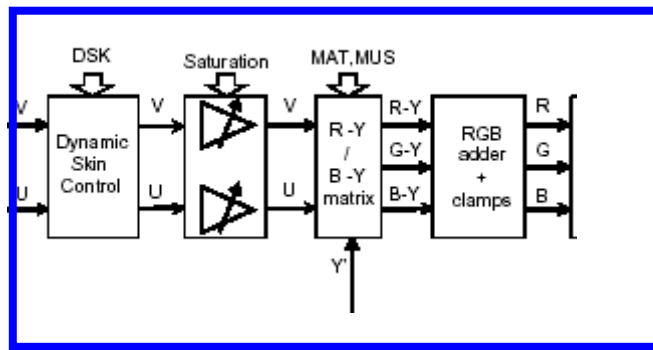 DSK
Saturation
MAT,MUS
V
V
V
R-Y
R
Dynamic
Skin
Control
R -Y
/
B -Y
matrix
G-Y
RGB
adder
+
clamps
G
U
U
U
B-Y
B
Y'